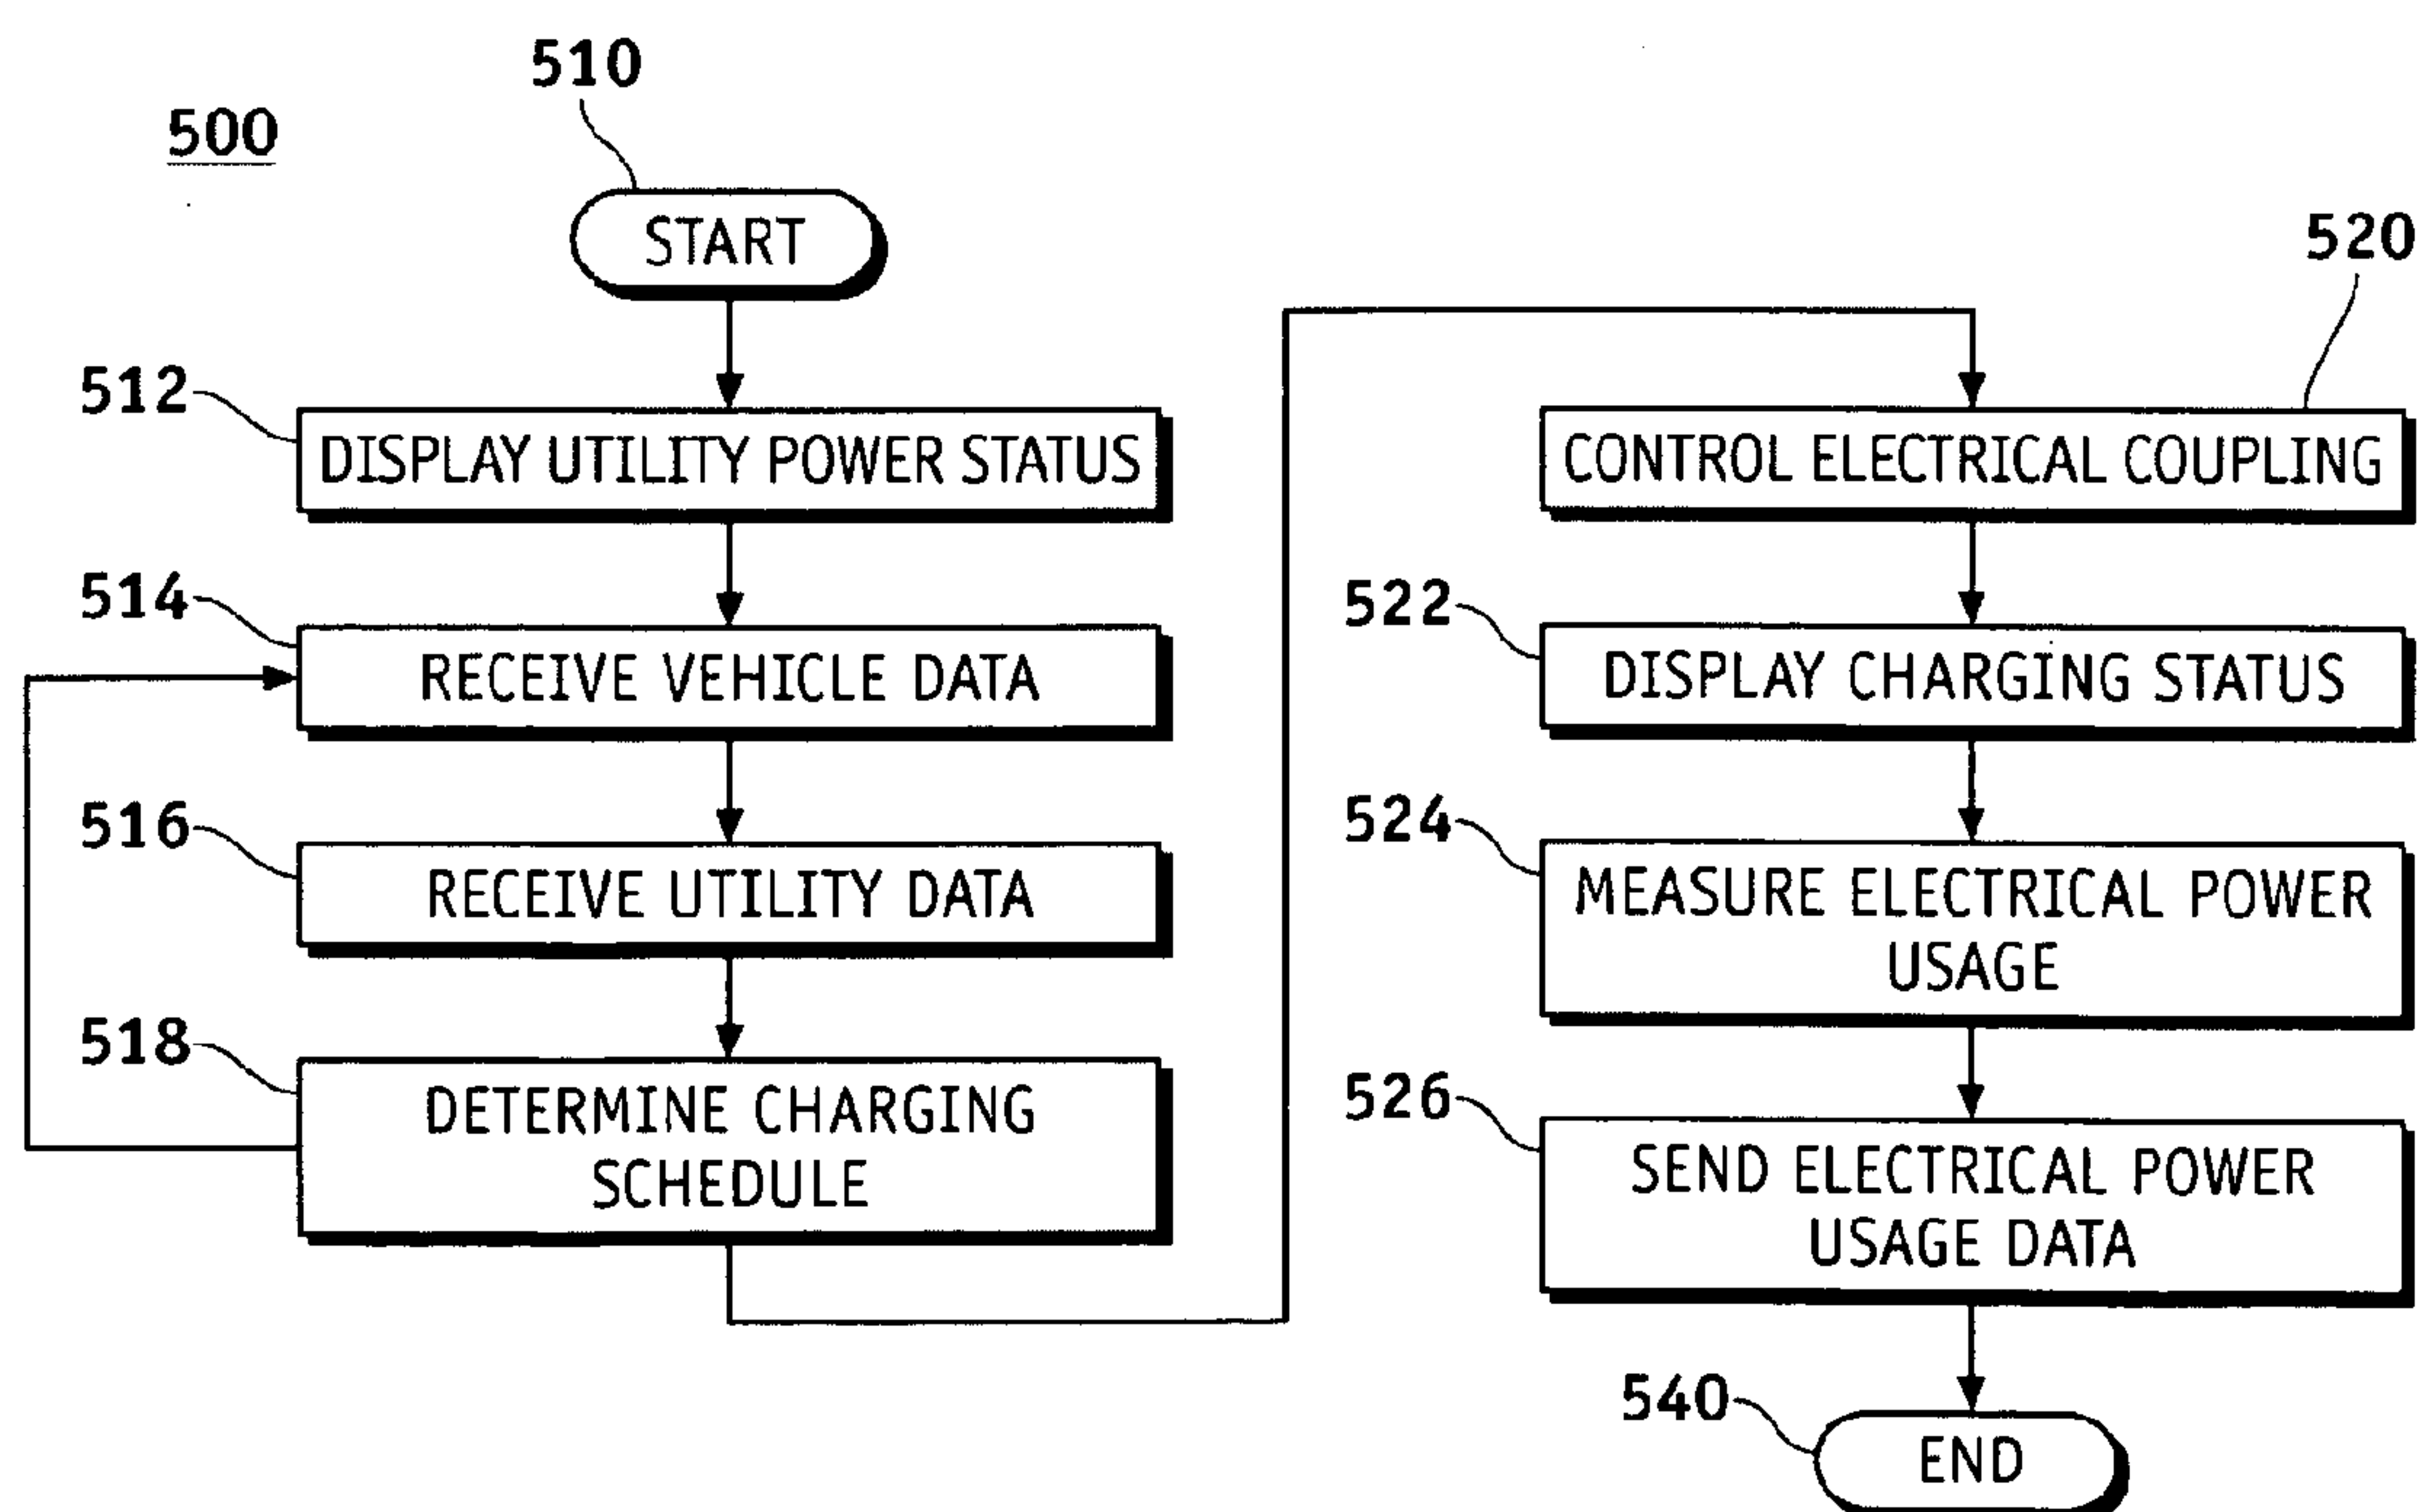 500
510
START
512
DISPLAY UTILITY POWER STATUS
514
RECEIVE VEHICLE DATA
516
RECEIVE UTILITY DATA
518
DETERMINE CHARGING
SCHEDULE
520
CONTROL ELECTRICAL COUPLING
522
DISPLAY CHARGING STATUS
524
MEASURE ELECTRICAL POWER
USAGE
526
SEND ELECTRICAL POWER
USAGE DATA
540
END